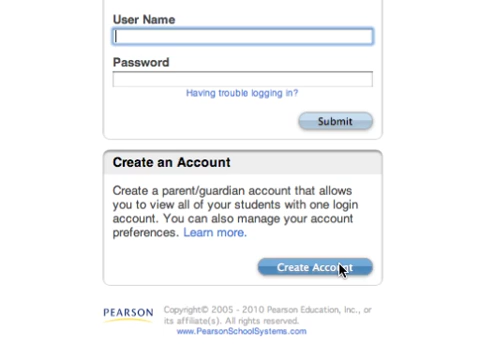 User Name
Password
Having trouble logging in?
Submit
Create an Account
Create a parent/guardian account that allows
you to view all of your students with one login
account. You can also manage your account
preferences. Learn more.
Create Account
PEARSON
Copyright© 2005 - 2010 Pearson Education, Inc., or
its affiliate(s). All rights reserved.
www.PearsonSchoolSystems.com